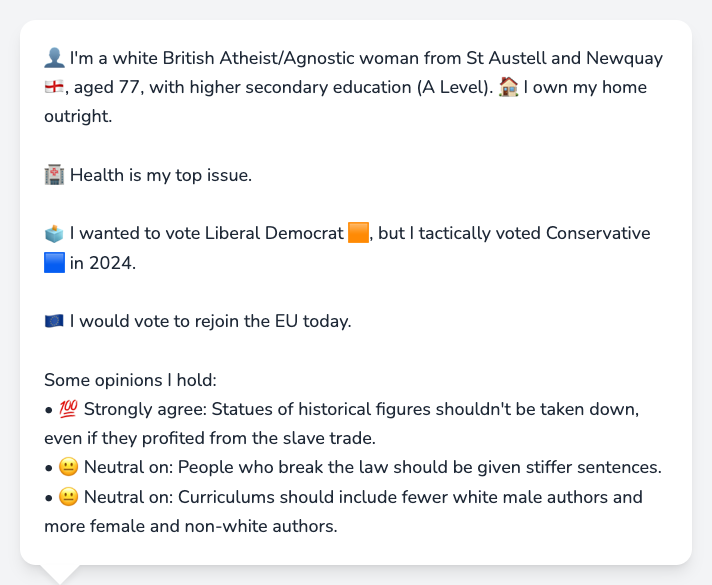 👤 I'm a white British Atheist/Agnostic woman from St Austell and Newquay
🏴󠁧󠁢󠁥󠁮󠁧󠁿, aged 77, with higher secondary education (A Level). 🏠 I own my home
outright.
🏥 Health is my top issue.
🗳️ I wanted to vote Liberal Democrat 🟧, but I tactically voted Conservative
🟦 in 2024.
🇪🇺 I would vote to rejoin the EU today.
Some opinions I hold:
• 💯 Strongly agree: Statues of historical figures shouldn't be taken down,
even if they profited from the slave trade.
• 😐 Neutral on: People who break the law should be given stiffer sentences.
• 😐 Neutral on: Curriculums should include fewer white male authors and
more female and non-white authors.